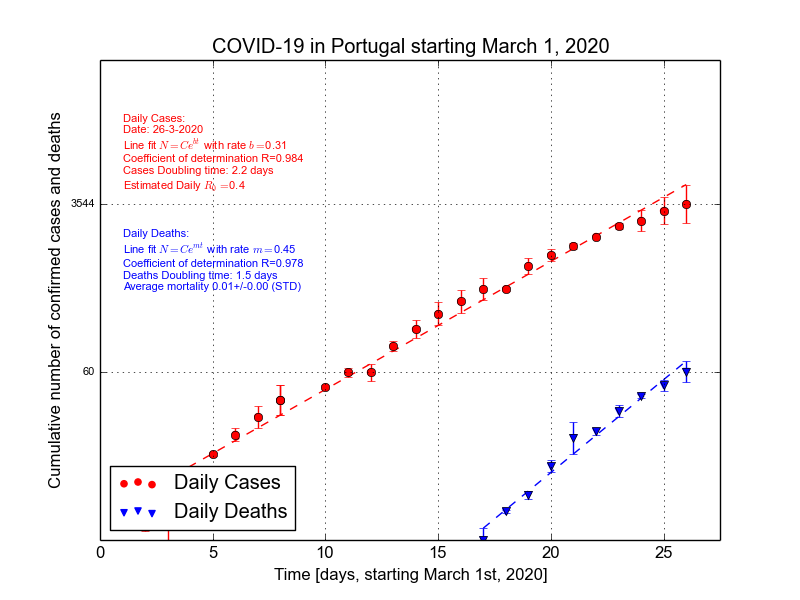 COVID-19 in Portugal starting March 1, 2020
Daily Cases:
Date: 26-3-2020
Line fit N = Ce^{bt} with rate b =0.31
Coefficient of determination R=0.984
Cases Doubling time: 2.2 days
Estimated Daily R_0 =0.4
3544
Daily Deaths:
Line fit N = Ce^{mt} with rate m =0.45
Coefficient of determination R=0.978
Deaths Doubling time: 1.5 days
Average mortality 0.01+/-0.00 (STD)
60
Cumulative number of confirmed cases and deaths
Daily Cases
Daily Deaths
0 5 10 15 20 25
Time [days, starting March 1st, 2020]